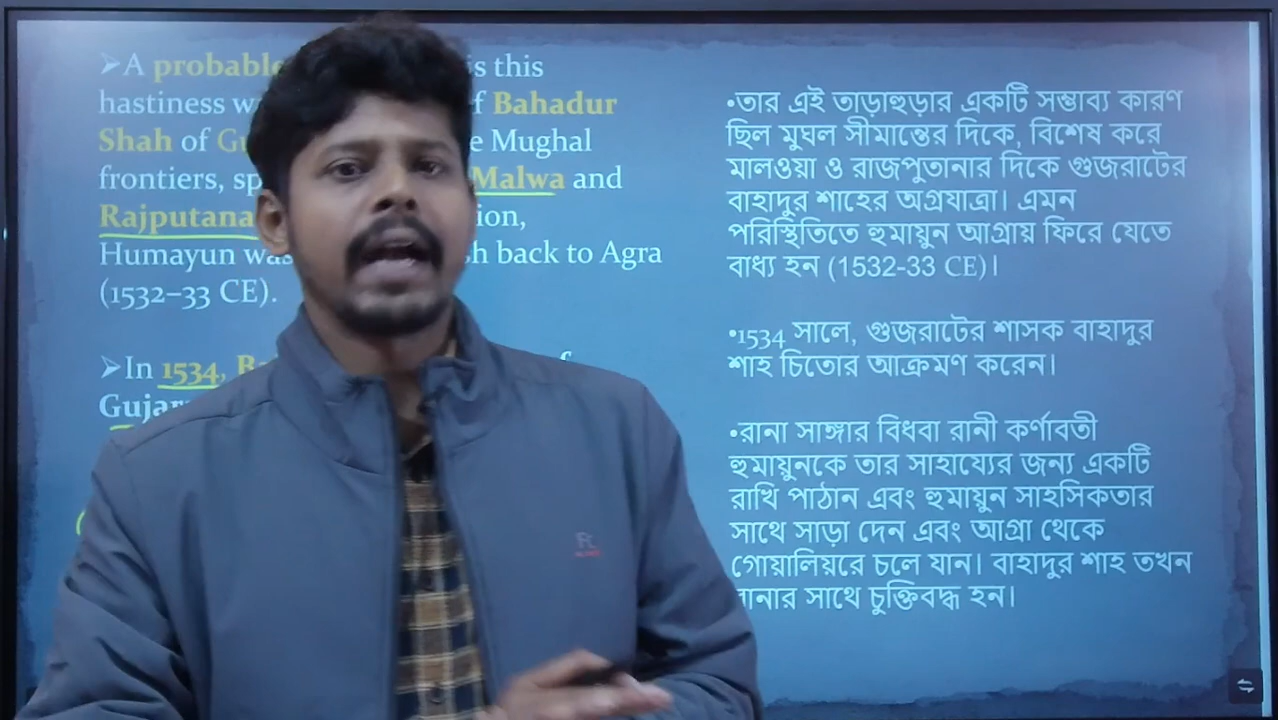 ➢A probable s this
hastiness w f Bahadur
Shah of Gu e Mughal
frontiers, sp Malwa and
Rajputana ion,
Humayun was h back to Agra
(1532–33 CE).
➢In 1534, B f
Gujar
•তার এই তাড়াহুড়ার একটি সম্ভাব্য কারণ
ছিল মুঘল সীমান্তের দিকে, বিশেষ করে
মালওয়া ও রাজপুতানার দিকে গুজরাটের
বাহাদুর শাহের অগ্রযাত্রা। এমন
পরিস্থিতিতে হুমায়ুন আগ্রায় ফিরে যেতে
বাধ্য হন (1532-33 CE)।
•1534 সালে, গুজরাটের শাসক বাহাদুর
শাহ চিতোর আক্রমণ করেন।
•রানা সাঙ্গার বিধবা রানী কর্ণাবতী
হুমায়ুনকে তার সাহায্যের জন্য একটি
রাখি পাঠান এবং হুমায়ুন সাহসিকতার
সাথে সাড়া দেন এবং আগ্রা থেকে
গোয়ালিয়রে চলে যান। বাহাদুর শাহ তখন
রানার সাথে চুক্তিবদ্ধ হন।